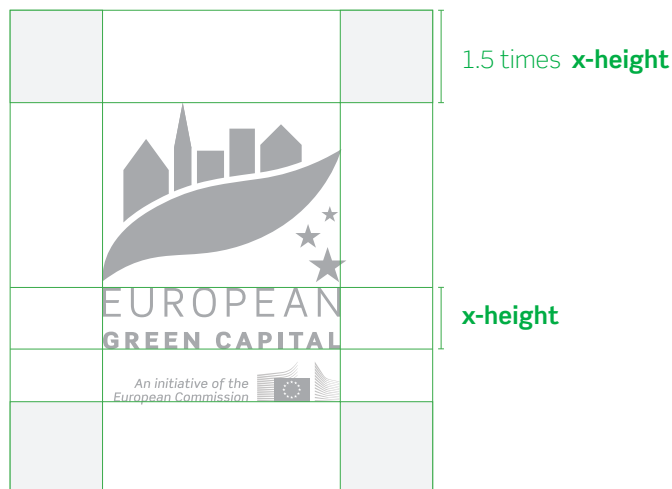 1.5 times x-height
EUROPEAN
GREEN CAPITAL
x-height
An initiative of the
European Commission